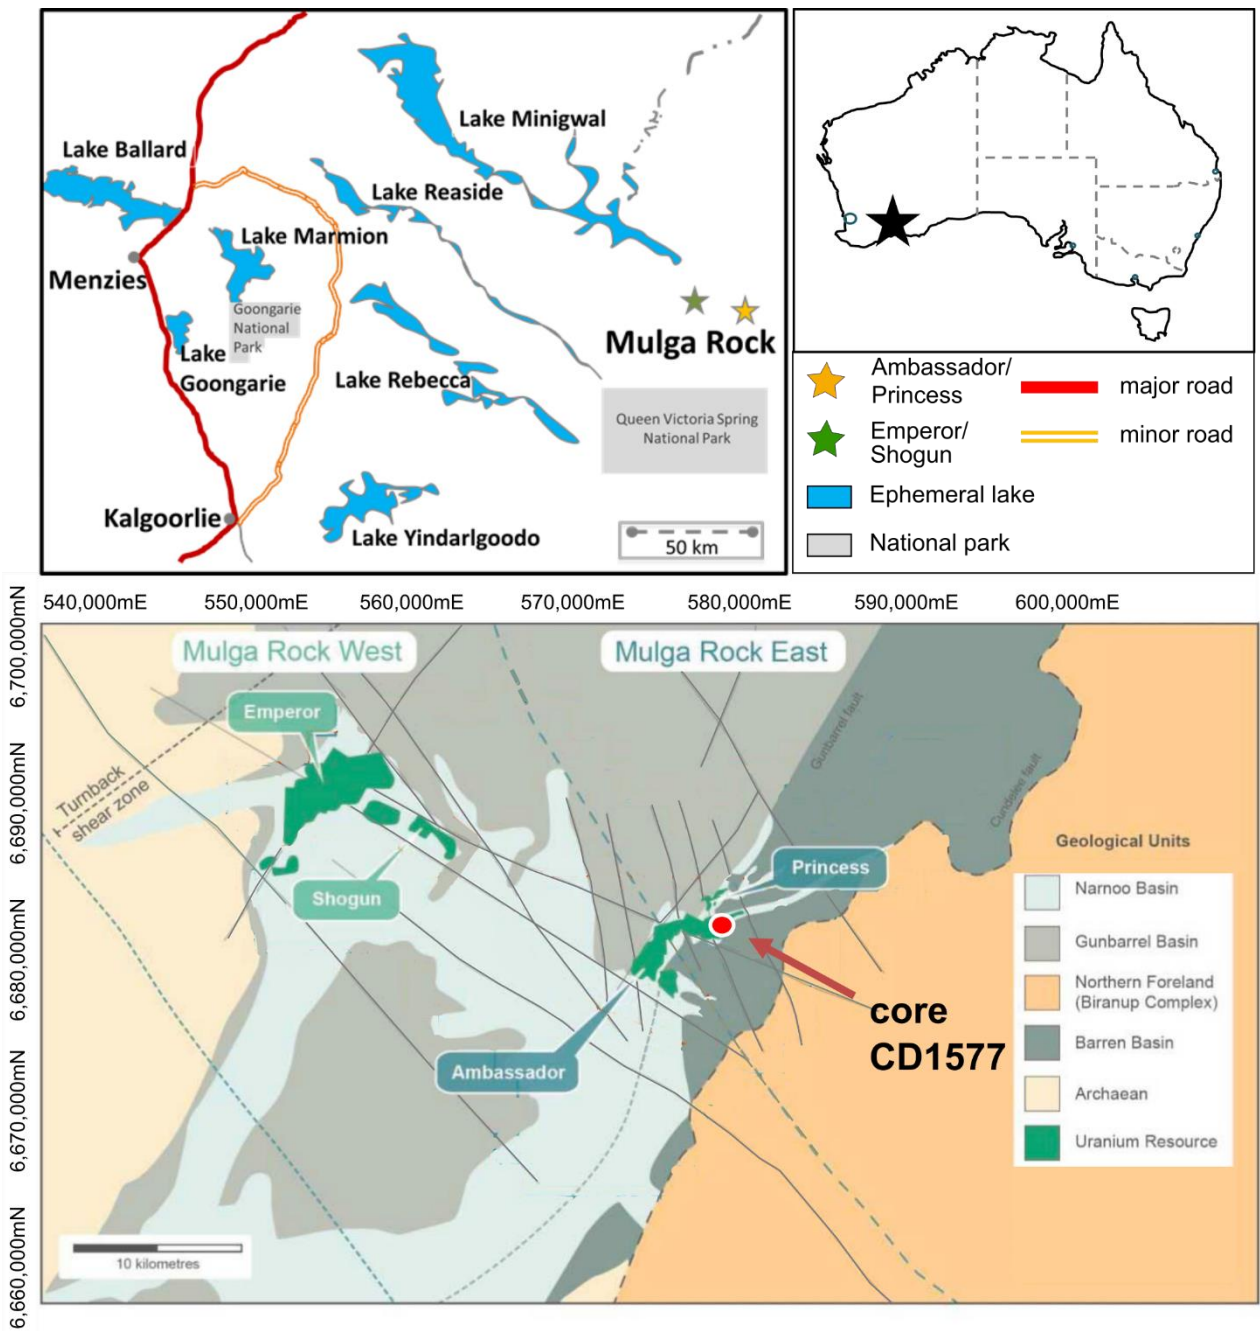 Lake Minigwal
Lake Ballard
Lake Reaside
Lake Marmion
Menzies
Goongarie
National
Park
Lake
Goongarie
Mulga Rock
Lake Rebecca
Queen Victoria Spring
National Park
Kalgoorlie
Lake Yindarlgoodo
50 km
Ambassador/
Princess
major road
Emperor/
Shogun
minor road
Ephemeral lake
National park
540,000mE
550,000mE
560,000mE
570,000mE
580,000mE
590,000mE
600,000mE
6,700,000mN
6,690,000mN
6,680,000mN
6,670,000mN
6,660,000mN
Mulga Rock West
Mulga Rock East
Emperor
Gunbarrel fault
Turnback
shear zone
Cundelee fault
Shogun
Princess
Ambassador
core
CD1577
Geological Units
Narnoo Basin
Gunbarrel Basin
Northern Foreland
(Biranup Complex)
Barren Basin
Archaean
Uranium Resource
10 kilometres